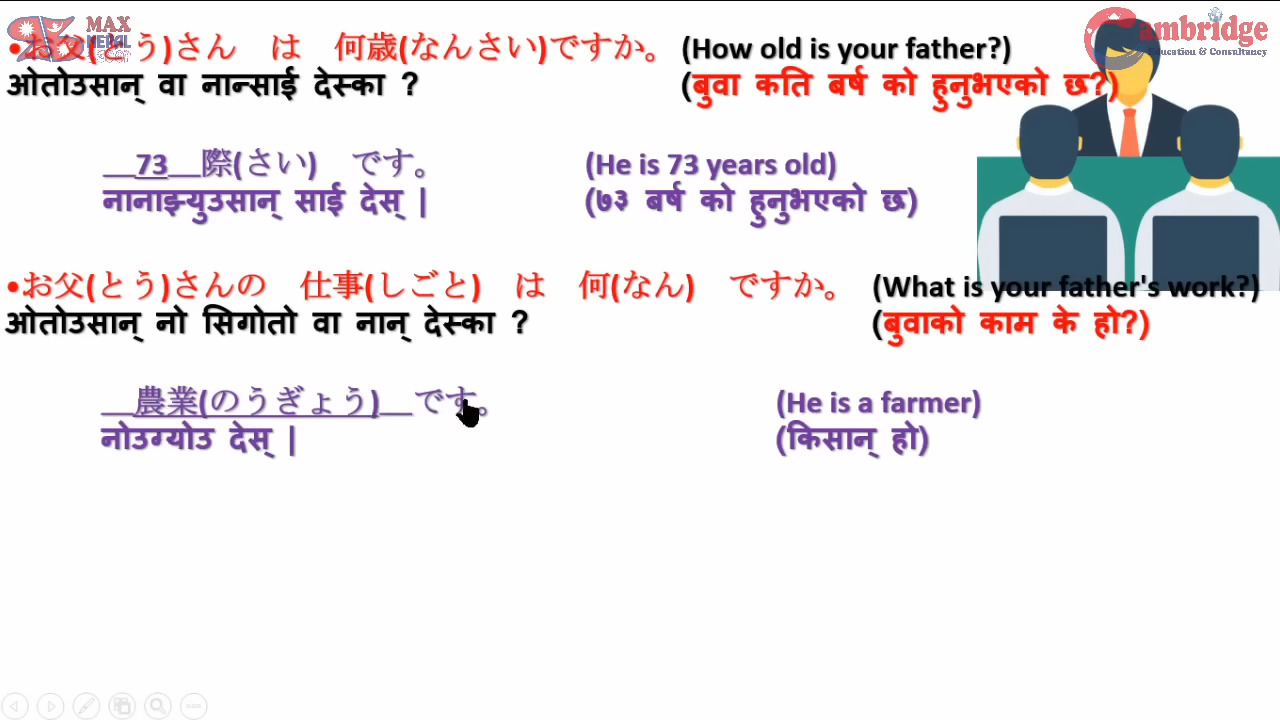 MAX
NEPAL
Cambridge
Education & Consultancy
•お父(とう)さん は 何歳(なんさい)ですか。 (How old is your father?)
ओतोउसान् वा नान्साई देस्का ? (बुवा कति बर्ष को हुनुभएको छ?)
__73__際(さい) です。 (He is 73 years old)
नानाझ्युउसान् साई देस् | (७३ बर्ष को हुनुभएको छ)
•お父(とう)さんの 仕事(しごと) は 何(なん) ですか。 (What is your father's work?)
ओतोउसान् नो सिगोतो वा नान् देस्का ? (बुवाको काम के हो?)
__農業(のうぎょう)__です。 (He is a farmer)
नोउग्योउ देस् | (किसान् हो)